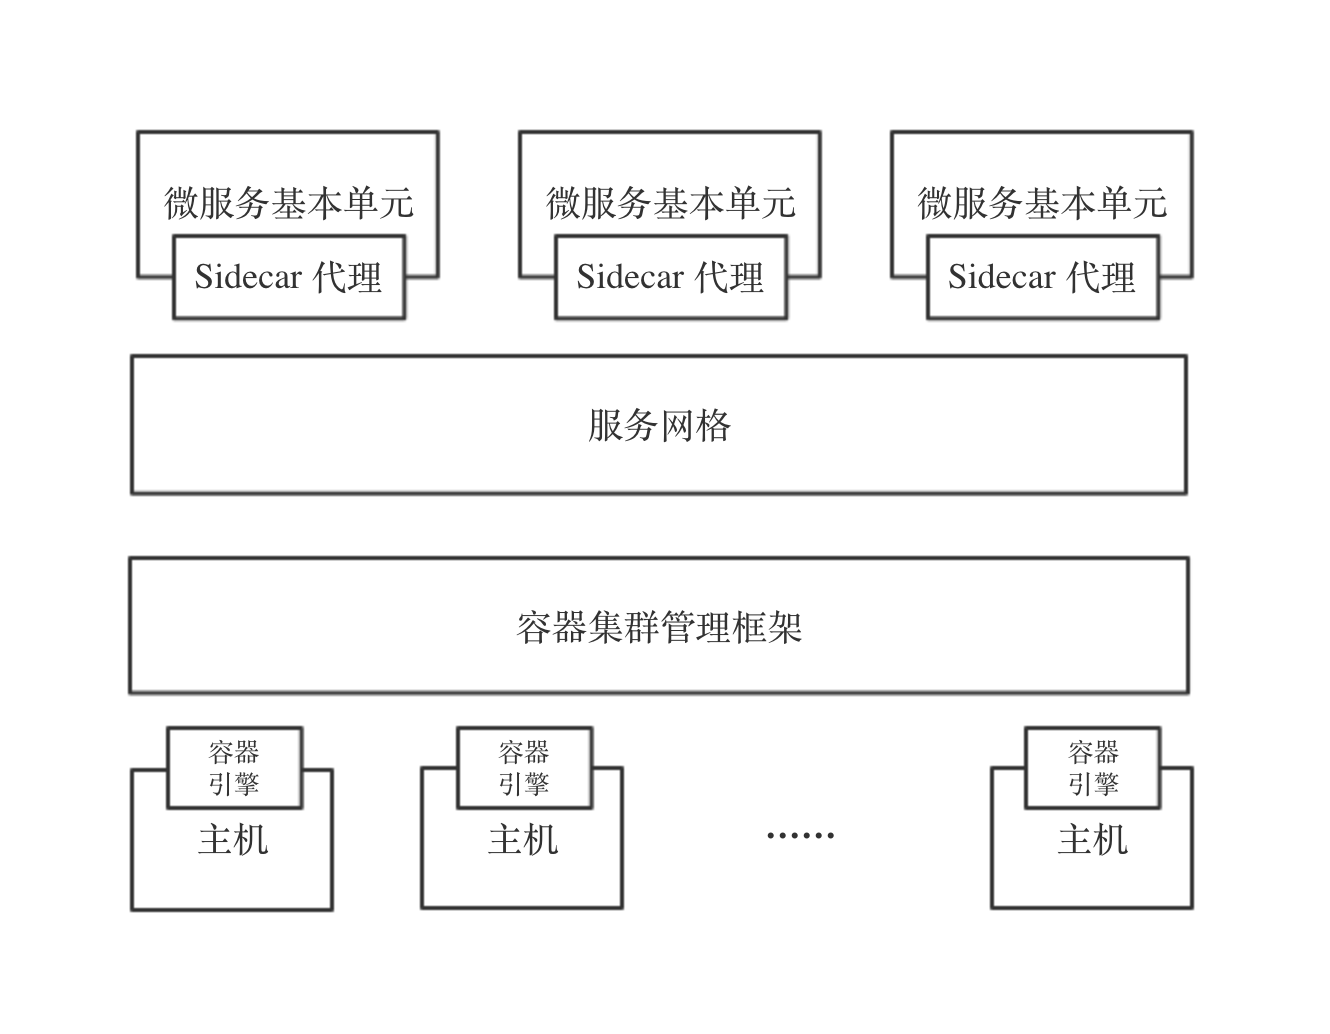 微服务基本单元
Sidecar 代理
微服务基本单元
Sidecar 代理
微服务基本单元
Sidecar 代理
服务网格
容器集群管理框架
容器
引擎
主机
容器
引擎
主机
······
容器
引擎
主机